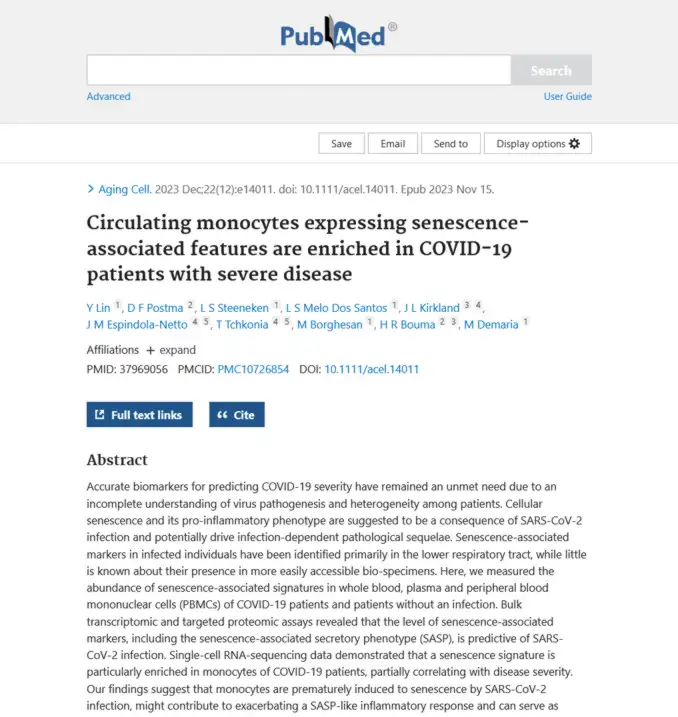 PubMed®
Search
Advanced
User Guide
Save
Email
Send to
Display options
Aging Cell. 2023 Dec;22(12):e14011. doi: 10.1111/acel.14011. Epub 2023 Nov 15.
Circulating monocytes expressing senescence-
associated features are enriched in COVID-19
patients with severe disease
Y Lin 1, D F Postma 2, L S Steeneken 1, L S Melo Dos Santos 1, J L Kirkland 3 4,
J M Espindola-Netto 4 5, T Tchkonia 4 5, M Borghesan 1, H R Bouma 2 3, M Demaria 1
Affiliations + expand
PMID: 37969056 PMCID: PMC10726854 DOI: 10.1111/acel.14011
Full text links
Cite
Abstract
Accurate biomarkers for predicting COVID-19 severity have remained an unmet need due to an
incomplete understanding of virus pathogenesis and heterogeneity among patients. Cellular
senescence and its pro-inflammatory phenotype are suggested to be a consequence of SARS-CoV-2
infection and potentially drive infection-dependent pathological sequelae. Senescence-associated
markers in infected individuals have been identified primarily in the lower respiratory tract, while little
is known about their presence in more easily accessible bio-specimens. Here, we measured the
abundance of senescence-associated signatures in whole blood, plasma and peripheral blood
mononuclear cells (PBMCs) of COVID-19 patients and patients without an infection. Bulk
transcriptomic and targeted proteomic assays revealed that the level of senescence-associated
markers, including the senescence-associated secretory phenotype (SASP), is predictive of SARS-
CoV-2 infection. Single-cell RNA-sequencing data demonstrated that a senescence signature is
particularly enriched in monocytes of COVID-19 patients, partially correlating with disease severity.
Our findings suggest that monocytes are prematurely induced to senescence by SARS-CoV-2
infection, might contribute to exacerbating a SASP-like inflammatory response and can serve as